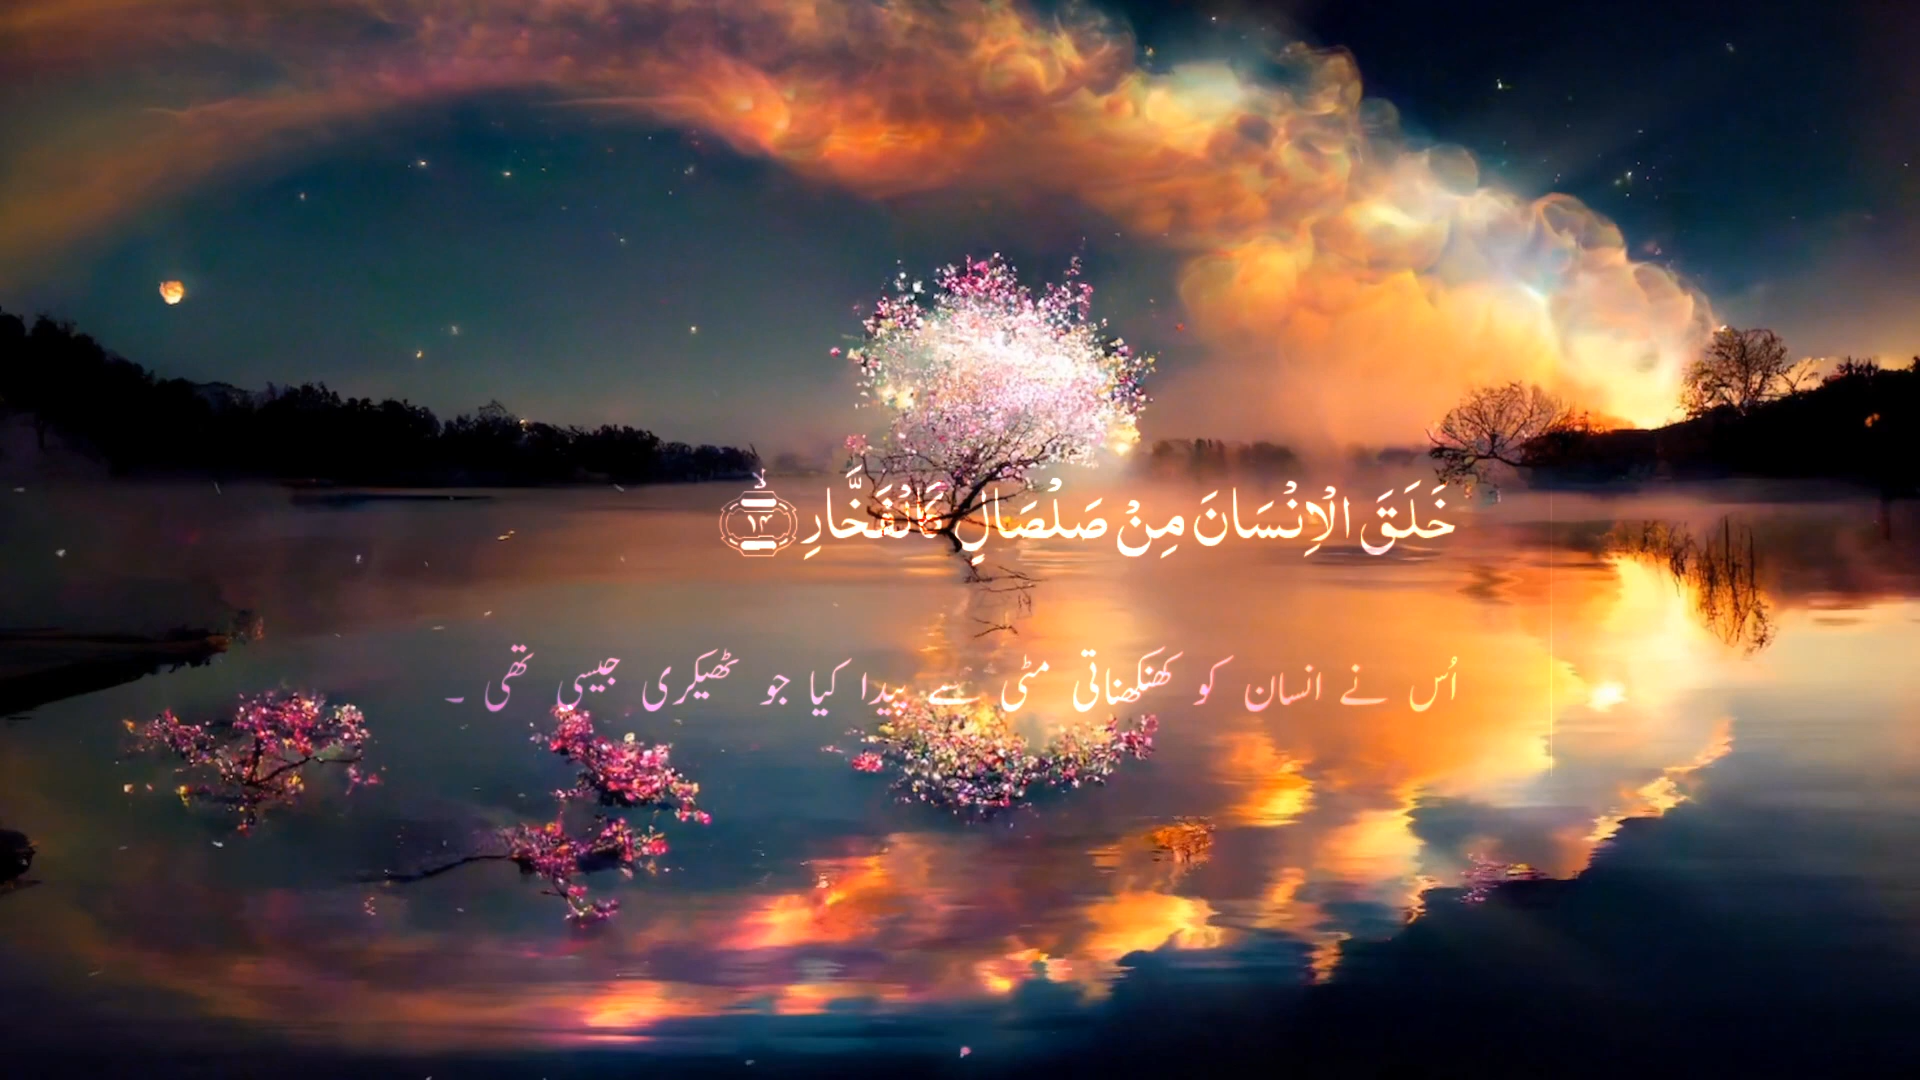 خَلَقَ الْاِنْسَانَ مِنْ صَلْصَالٍ كَالْفَخَّارِ ۙ‏﴿۱۴﴾
اُس نے انسان کو کھنکھناتی مٹی سے پیدا کیا جو ٹھیکری جیسی تھی ۔